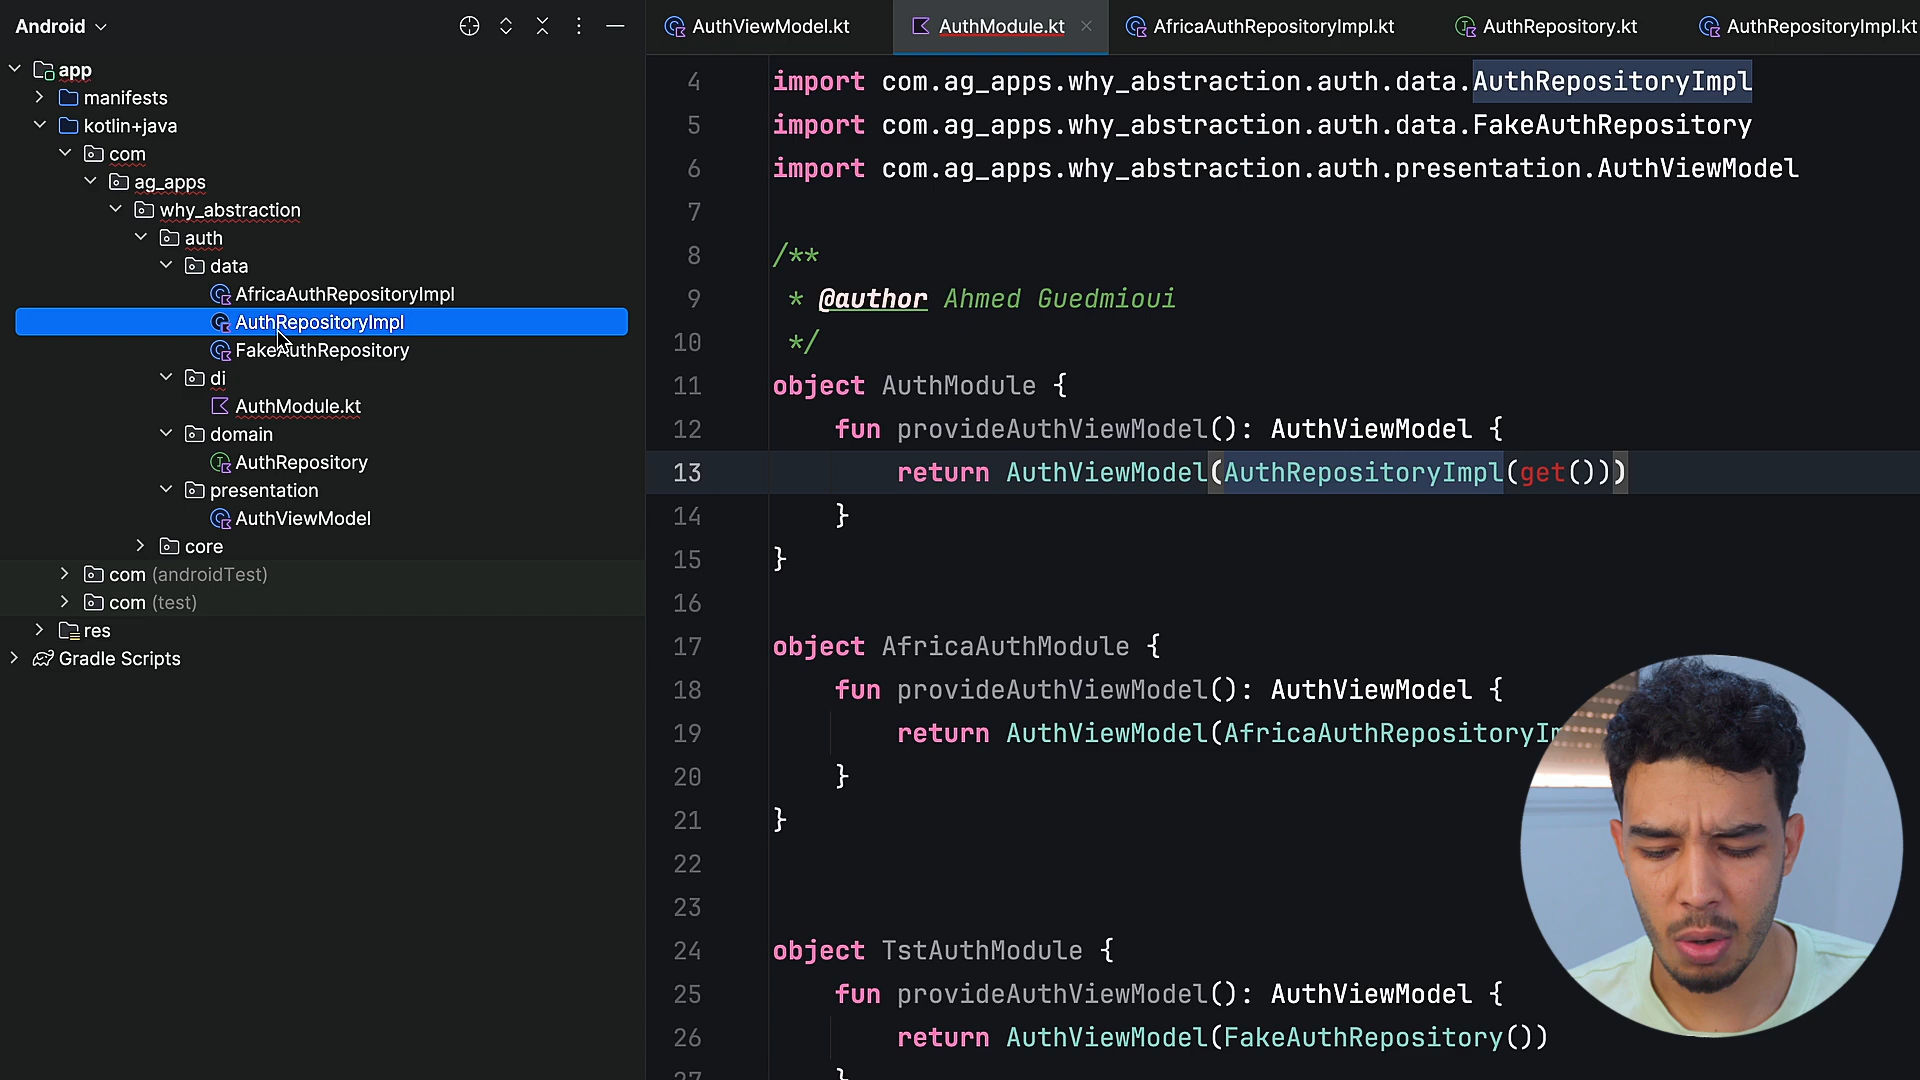 Android
app
manifests
kotlin+java
com
ag_apps
why_abstraction
auth
data
AfricaAuthRepositoryImpl
AuthRepositoryImpl
FakeAuthRepository
di
AuthModule.kt
domain
AuthRepository
presentation
AuthViewModel
core
com (androidTest)
com (test)
res
Gradle Scripts
AuthViewModel.kt AuthModule.kt AfricaAuthRepositoryImpl.kt AuthRepository.kt AuthRepositoryImpl.kt
4 import com.ag_apps.why_abstraction.auth.data.AuthRepositoryImpl
5 import com.ag_apps.why_abstraction.auth.data.FakeAuthRepository
6 import com.ag_apps.why_abstraction.auth.presentation.AuthViewModel
7
8 /**
9 * @author Ahmed Guedmioui
10 */
11 object AuthModule {
12 fun provideAuthViewModel(): AuthViewModel {
13 return AuthViewModel(AuthRepositoryImpl(get()))
14 }
15 }
16
17 object AfricaAuthModule {
18 fun provideAuthViewModel(): AuthViewModel {
19 return AuthViewModel(AfricaAuthRepositoryIm
20 }
21 }
22
23
24 object TstAuthModule {
25 fun provideAuthViewModel(): AuthViewModel {
26 return AuthViewModel(FakeAuthRepository())
27 }